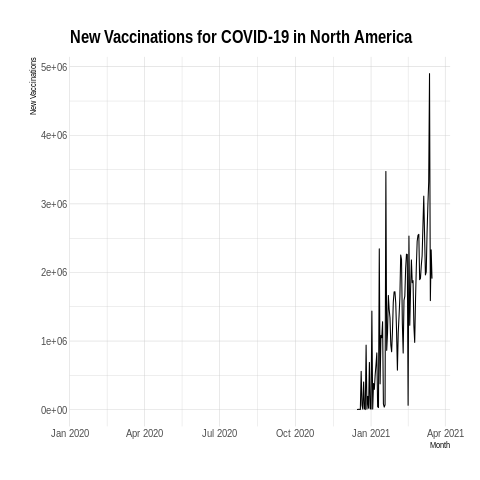 New Vaccinations for COVID-19 in North America
New Vaccinations
5e+06
4e+06
3e+06
2e+06
1e+06
0e+00
Jan 2020 Apr 2020 Jul 2020 Oct 2020 Jan 2021 Apr 2021
Month